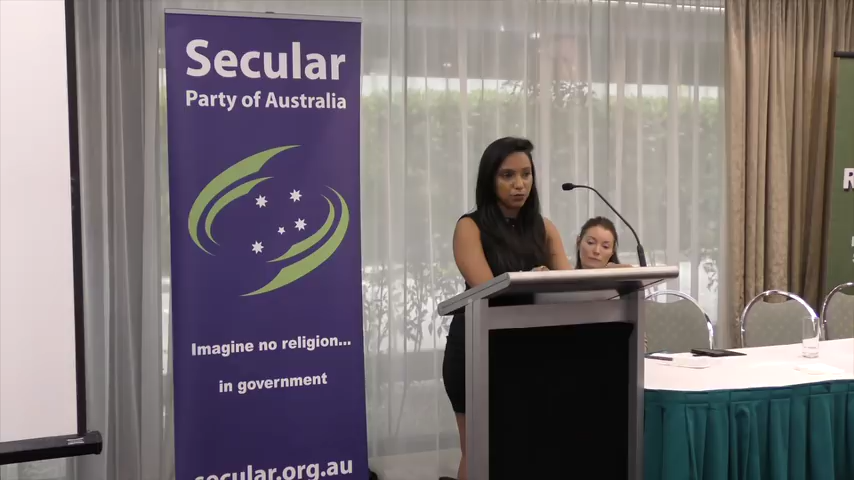 Secular
Party of Australia
Imagine no religion...
in government
secular.org.au
R